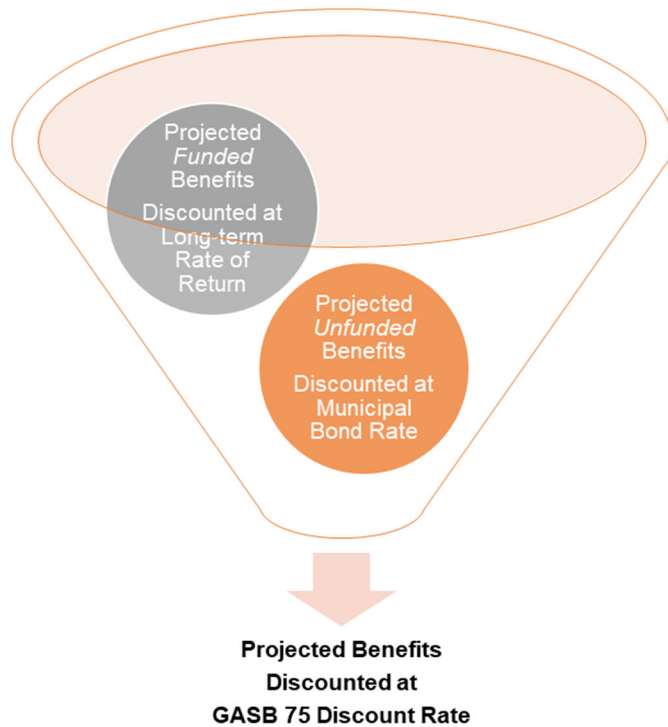 Projected
Funded
Benefits
Discounted at
Long-term
Rate of
Return
Projected
Unfunded
Benefits
Discounted at
Municipal
Bond Rate
Projected Benefits
Discounted at
GASB 75 Discount Rate